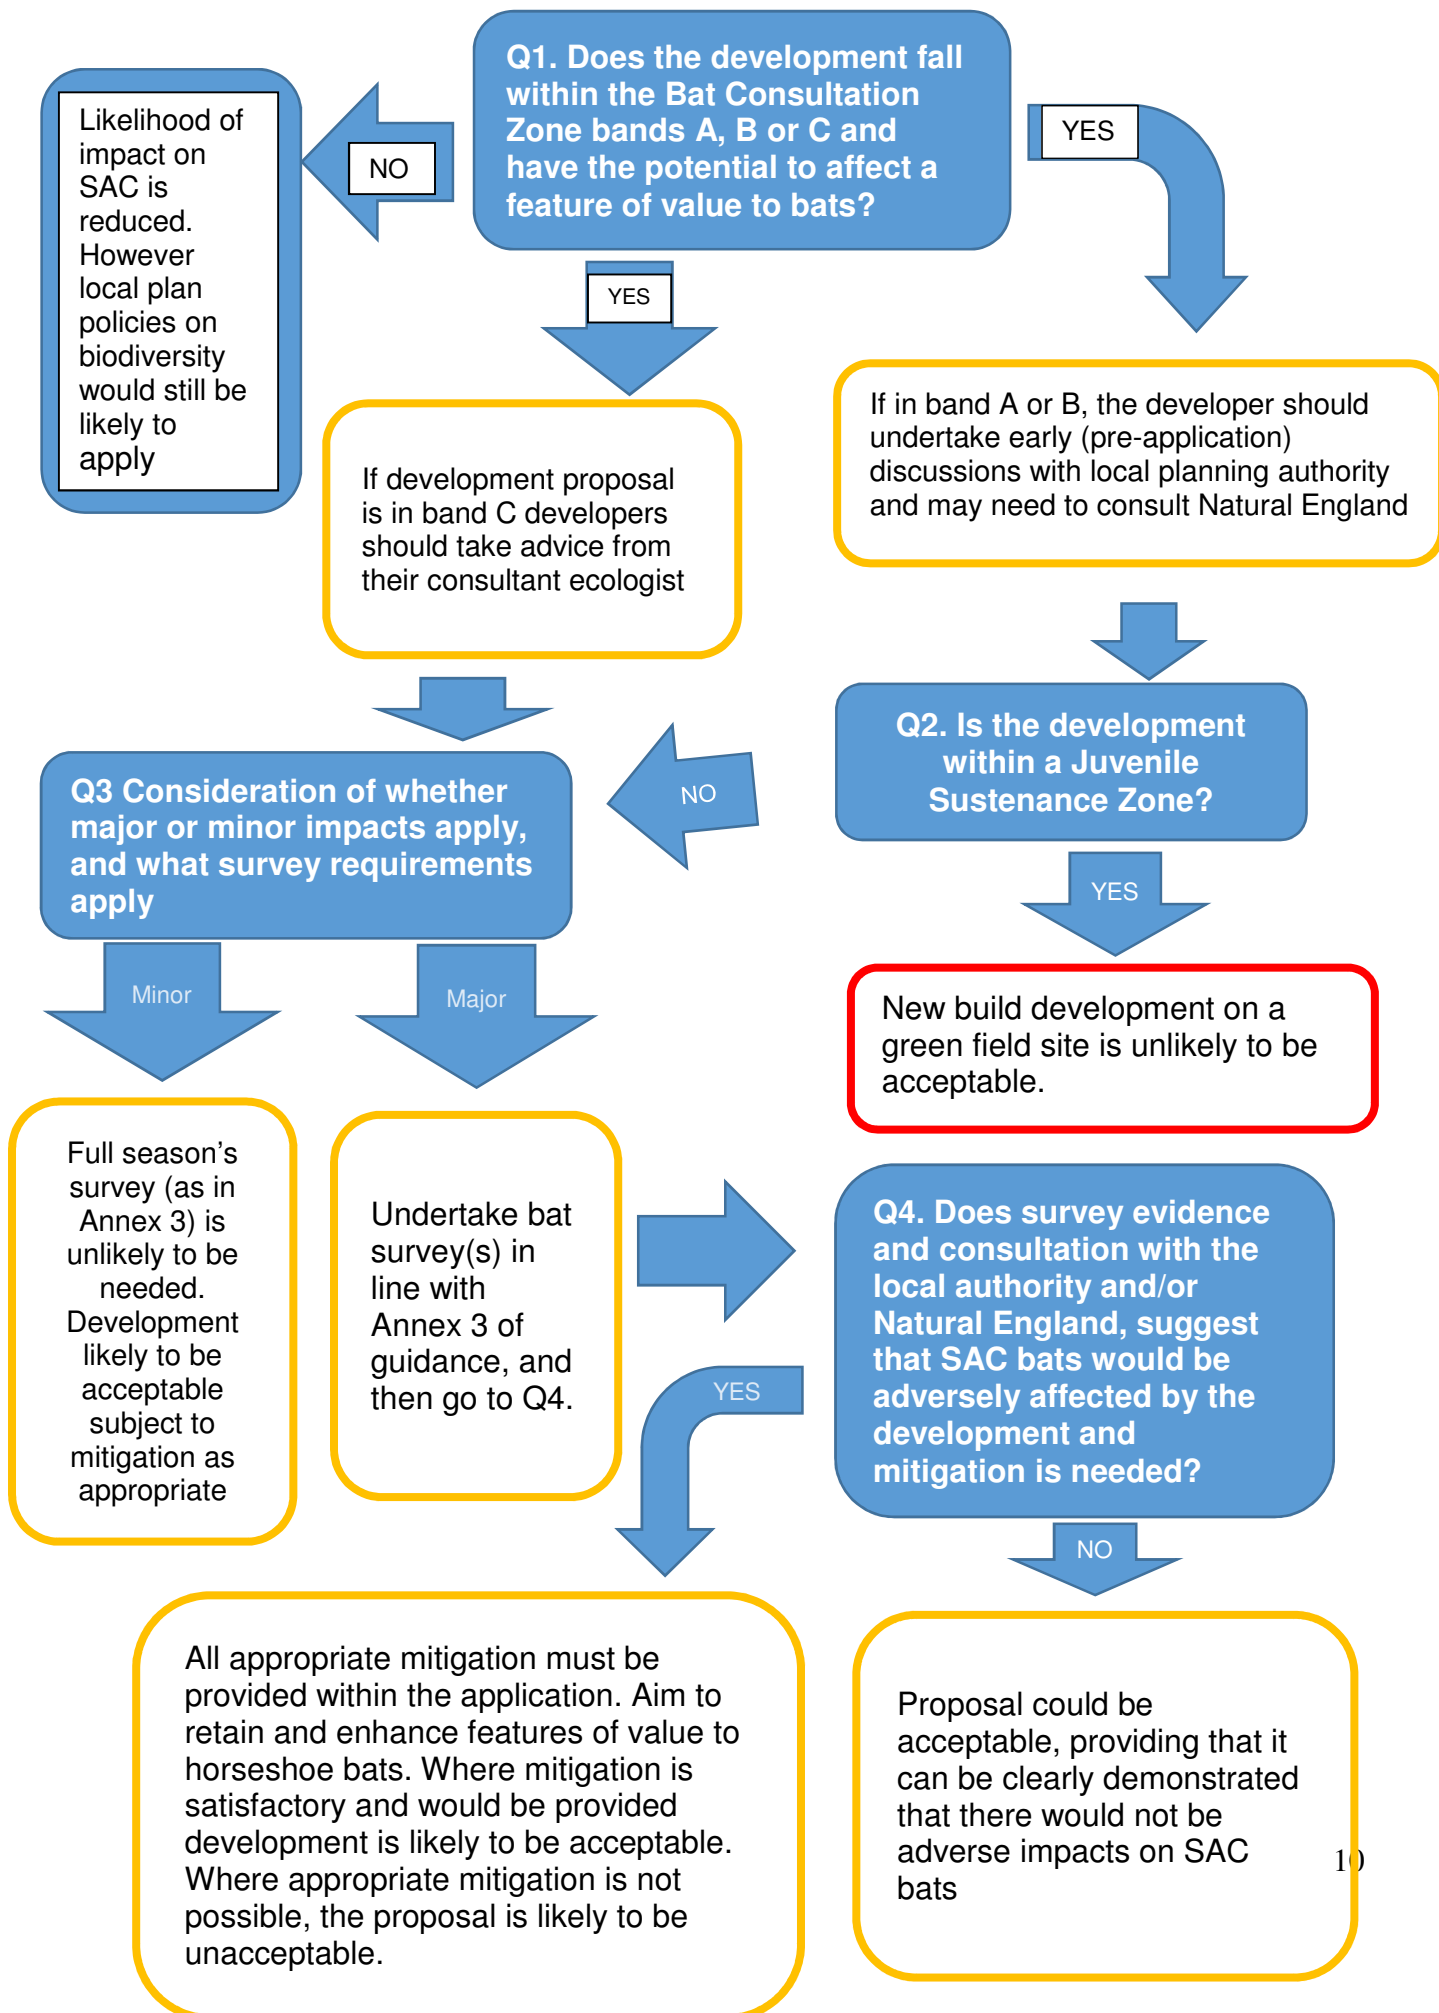 Q1. Does the development fall
within the Bat Consultation
Zone bands A, B or C and
have the potential to affect a
feature of value to bats?
NO
YES
YES
Likelihood of
impact on
SAC is
reduced.
However
local plan
policies on
biodiversity
would still be
likely to
apply
If development proposal
is in band C developers
should take advice from
their consultant ecologist
If in band A or B, the developer should
undertake early (pre-application)
discussions with local planning authority
and may need to consult Natural England
Q2. Is the development
within a Juvenile
Sustenance Zone?
NO
YES
Q3 Consideration of whether
major or minor impacts apply,
and what survey requirements
apply
Minor
Major
New build development on a
green field site is unlikely to be
acceptable.
Full season’s
survey (as in
Annex 3) is
unlikely to be
needed.
Development
likely to be
acceptable
subject to
mitigation as
appropriate
Undertake bat
survey(s) in
line with
Annex 3 of
guidance, and
then go to Q4.
Q4. Does survey evidence
and consultation with the
local authority and/or
Natural England, suggest
that SAC bats would be
adversely affected by the
development and
mitigation is needed?
YES
NO
All appropriate mitigation must be
provided within the application. Aim to
retain and enhance features of value to
horseshoe bats. Where mitigation is
satisfactory and would be provided
development is likely to be acceptable.
Where appropriate mitigation is not
possible, the proposal is likely to be
unacceptable.
Proposal could be
acceptable, providing that it
can be clearly demonstrated
that there would not be
adverse impacts on SAC
bats
10